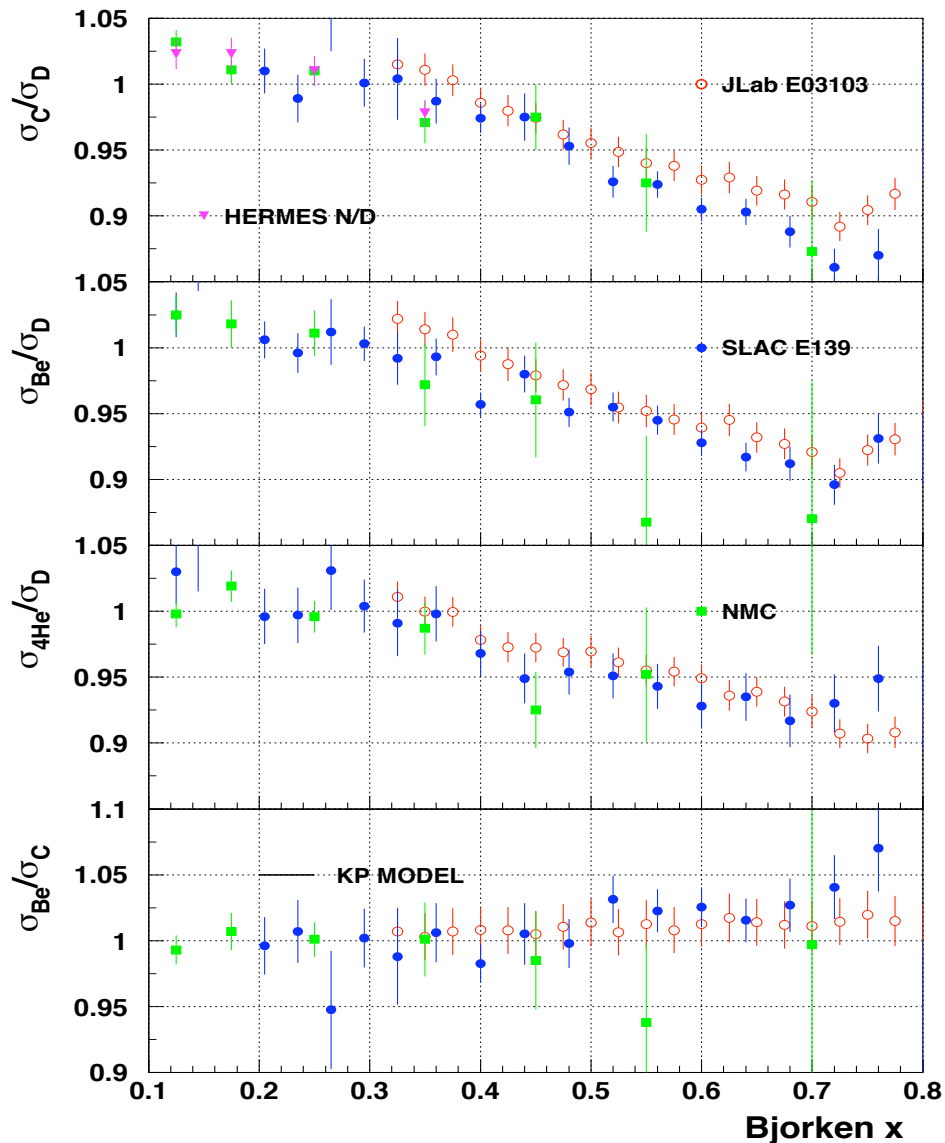 1.05
1
0.95
0.9
σC/σD
JLab E03103
HERMES N/D
1.05
1
0.95
0.9
σBe/σD
SLAC E139
1.05
1
0.95
0.9
σ4He/σD
NMC
1.1
1.05
1
0.95
0.9
σBe/σC
KP MODEL
0.1 0.2 0.3 0.4 0.5 0.6 0.7 0.8
Bjorken x